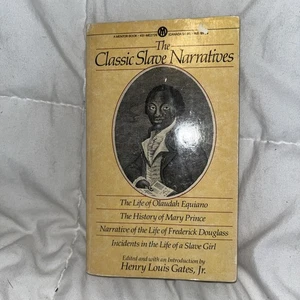 A MENTOR BOOK
The
Classic Slave Narratives
The Life of Olaudah Equiano
The History of Mary Prince
Narrative of the Life of Frederick Douglass
Incidents in the Life of a Slave Girl
Edited and with an Introduction by
Henry Louis Gates, Jr.